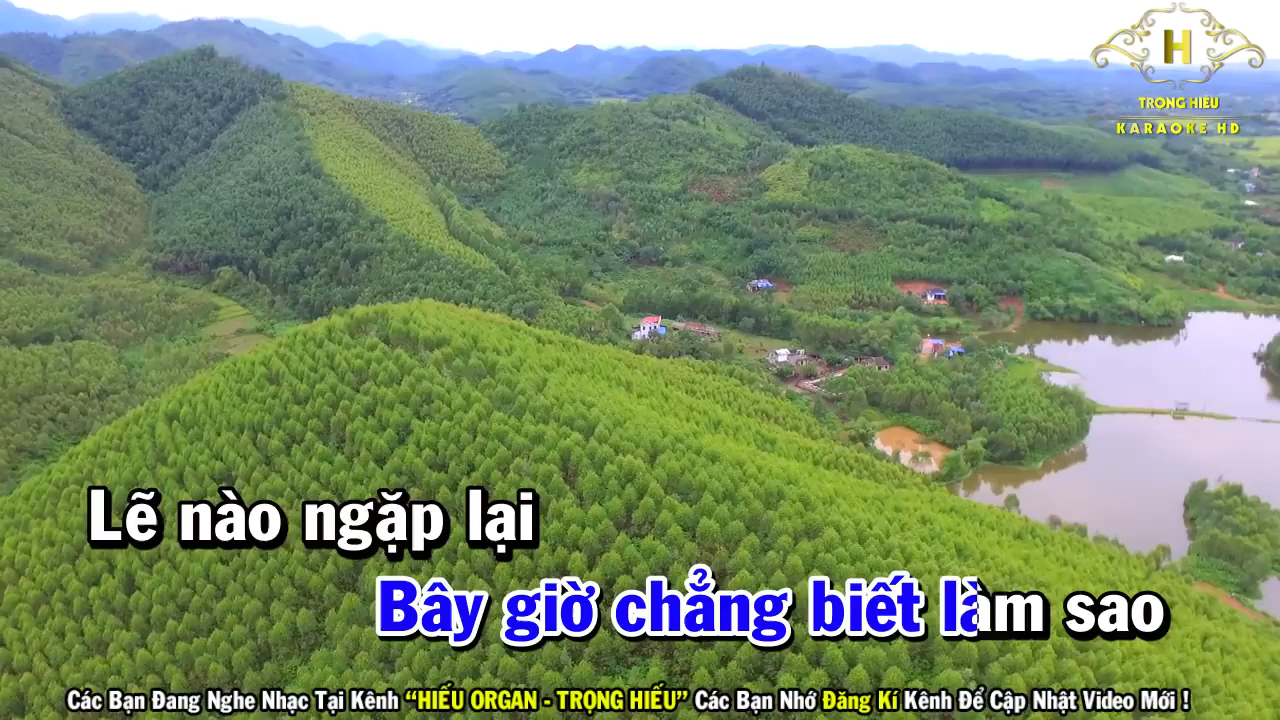 H
TRỌNG HIẾU
KARAOKE HD
Lẽ nào ngặp lại
Bây giờ chẳng biết làm sao
Các Bạn Đang Nghe Nhạc Tại Kênh “HIẾU ORGAN - TRỌNG HIẾU” Các Bạn Nhớ Đăng Kí Kênh Để Cập Nhật Video Mới !